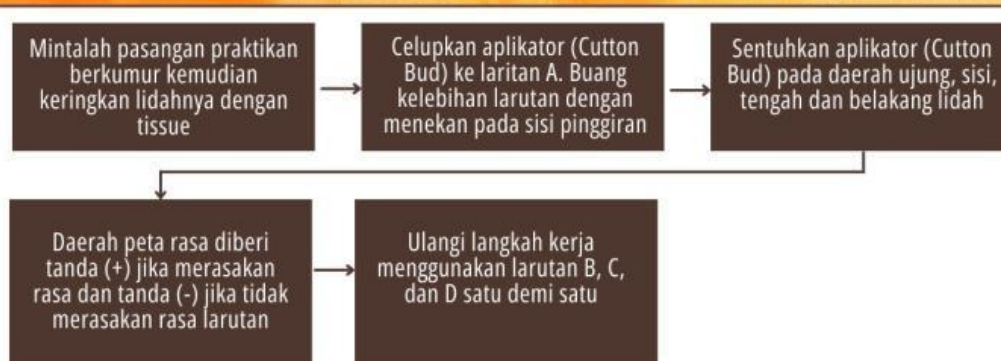 Mintalah pasangan praktikan
berkumur kemudian
keringkan lidahnya dengan
tissue
Celupkan aplikator (Cutton
Bud) ke laritan A. Buang
kelebihan larutan dengan
menekan pada sisi pinggiran
Sentuhkan aplikator (Cutton
Bud) pada daerah ujung, sisi,
tengah dan belakang lidah
Daerah peta rasa diberi
tanda (+) jika merasakan
rasa dan tanda (-) jika tidak
merasakan rasa larutan
Ulangi langkah kerja
menggunakan larutan B, C,
dan D satu demi satu